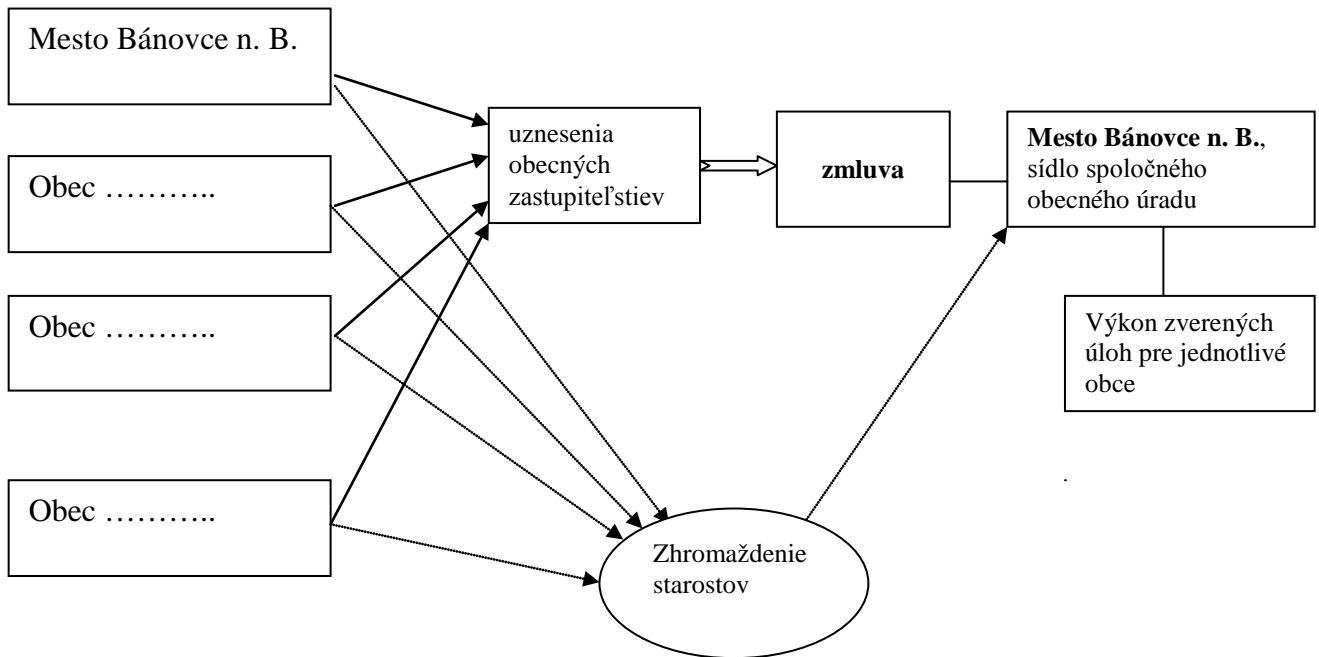 Mesto Bánovce n. B.
Obec ………..
Obec ………..
Obec ………..
uznesenia
obecných
zastupiteľstiev
zmluva
Mesto Bánovce n. B.,
sídlo spoločného
obecného úradu
Výkon zverených
úloh pre jednotlivé
obce
.
Zhromaždenie
starostov